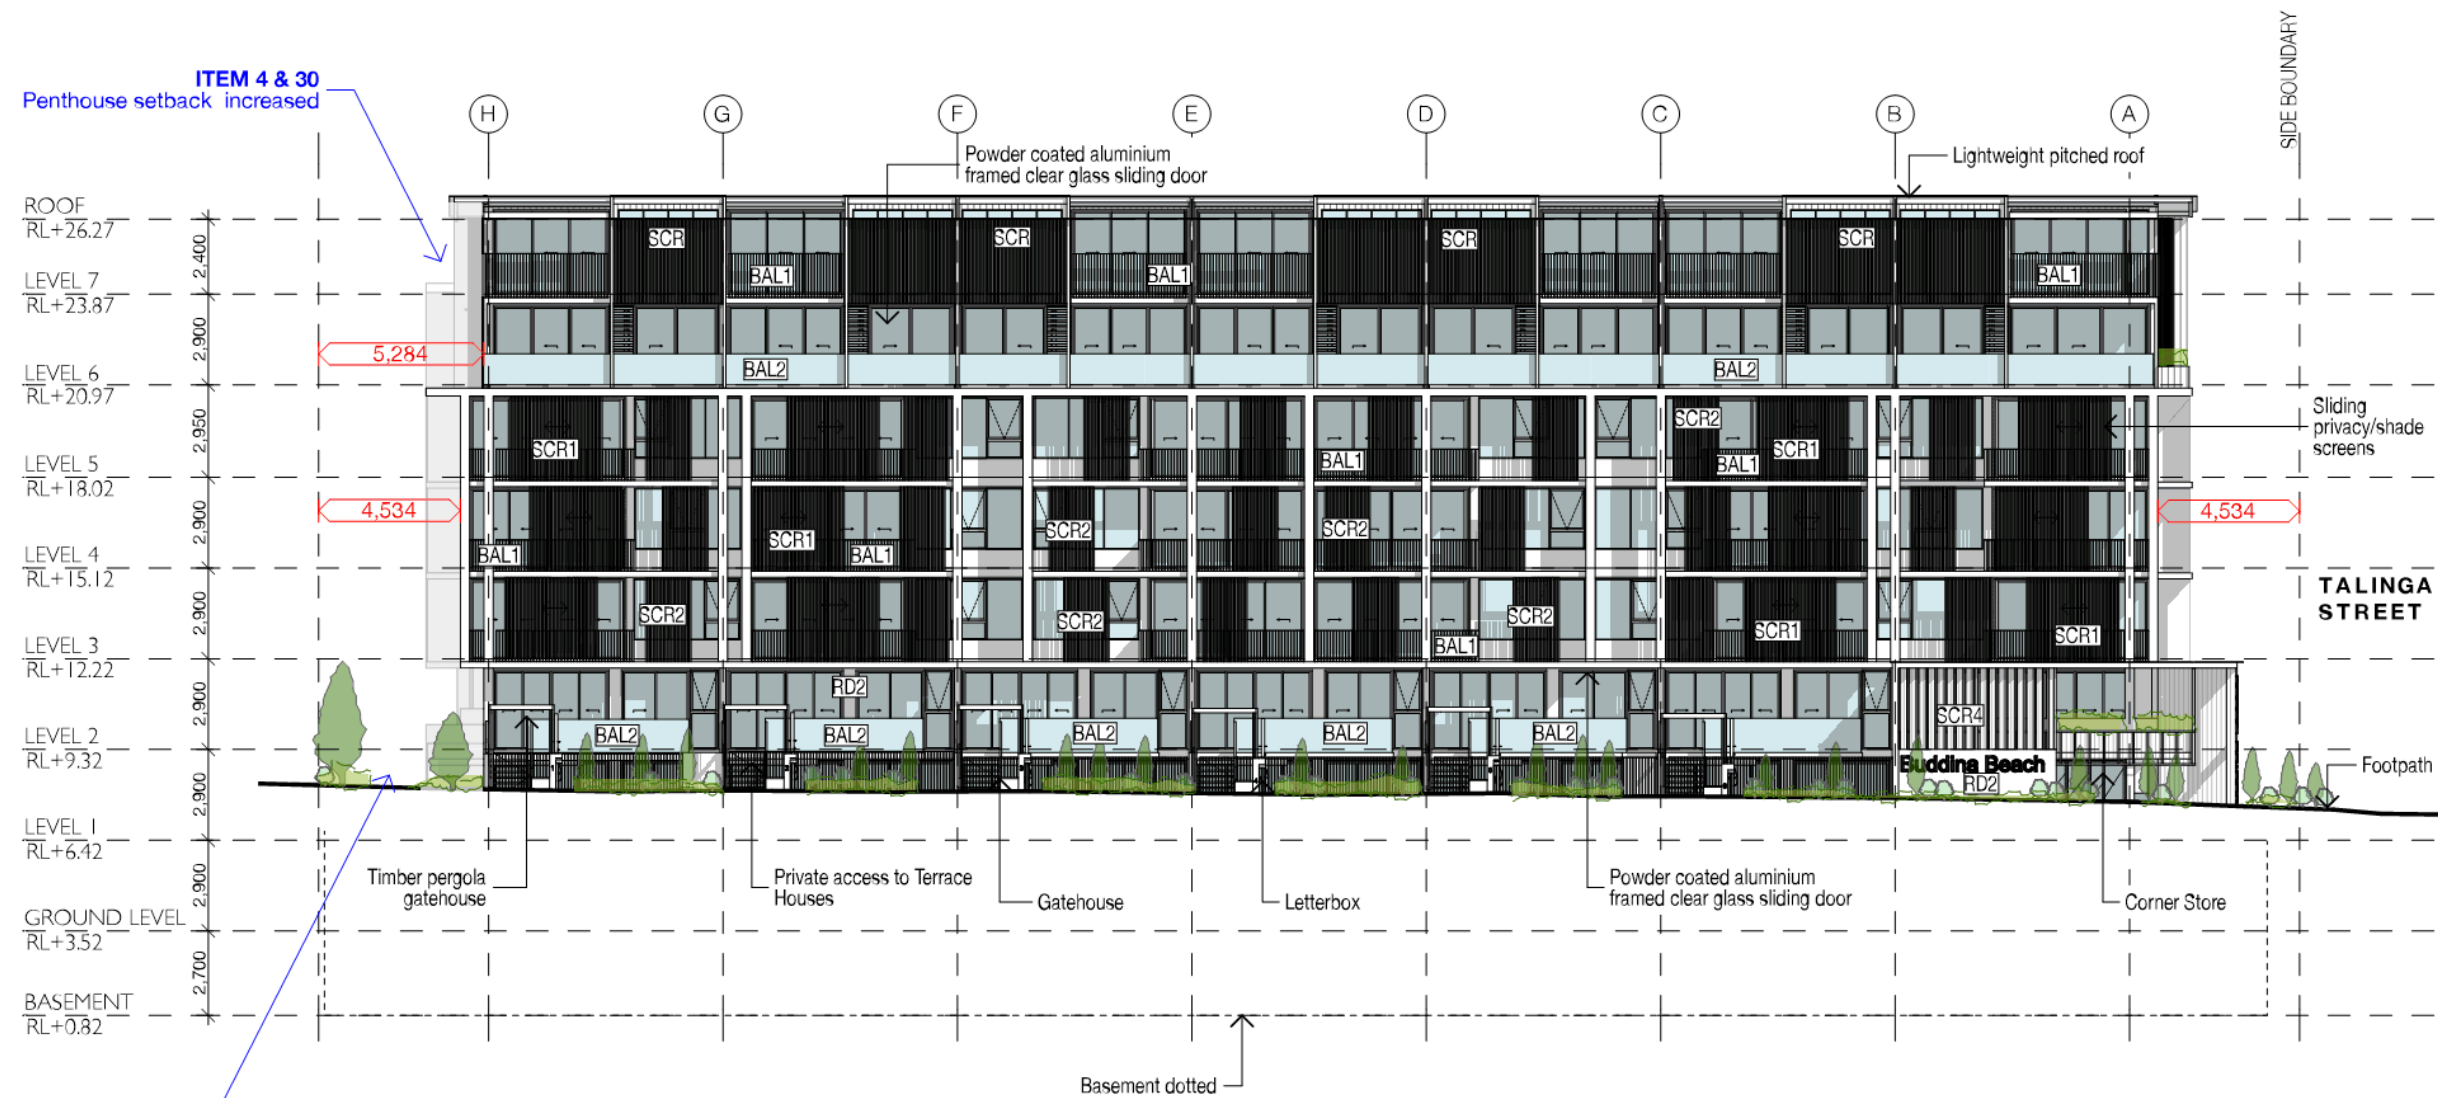 SIDE BOUNDARY
ITEM 4 & 30
Penthouse setback increased
H
G
F
E
D
C
B
A
Powder coated aluminium
framed clear glass sliding door
Lightweight pitched roof
ROOF
RL+26.27
2,400
LEVEL 7
RL+23.87
2,900
LEVEL 6
RL+20.97
2,950
LEVEL 5
RL+18.02
2,900
LEVEL 4
RL+15.12
2,900
LEVEL 3
RL+12.22
2,900
LEVEL 2
RL+9.32
2,900
LEVEL 1
RL+6.42
2,900
GROUND LEVEL
RL+3.52
2,700
BASEMENT
RL+0.82
SCR
SCR
SCR
SCR
BAL1
BAL1
BAL1
5,284
BAL2
BAL2
Sliding
privacy/shade
screens
SCR2
SCR1
SCR1
BAL1
BAL1
4,534
4,534
SCR1
SCR2
SCR2
BAL1
BAL1
TALINGA
STREET
SCR2
SCR2
SCR2
SCR1
SCR1
BAL1
RD2
SCR4
BAL2
BAL2
BAL2
BAL2
BAL2
Buddina Beach
RD2
Footpath
Timber pergola
gatehouse
Private access to Terrace
Houses
Gatehouse
Letterbox
Powder coated aluminium
framed clear glass sliding door
Corner Store
Basement dotted